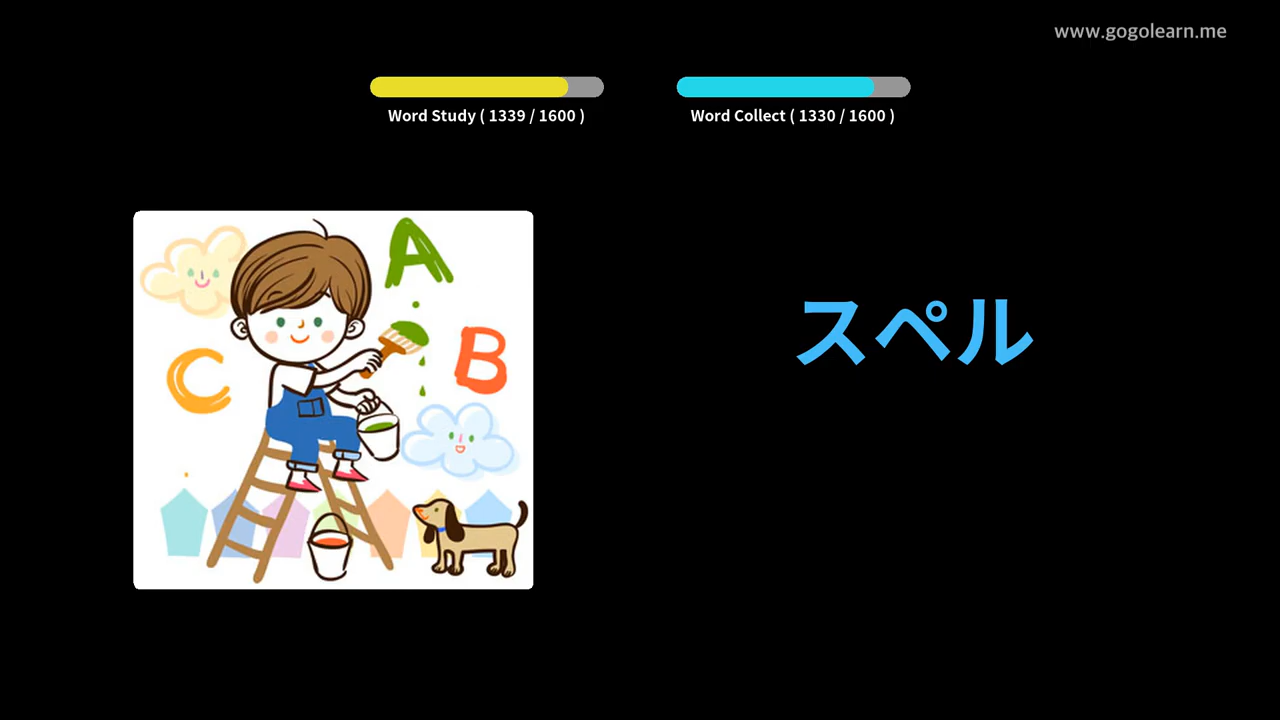 www.gogolearn.me
Word Study ( 1339 / 1600 )
Word Collect ( 1330 / 1600 )
A
B
C
スペル